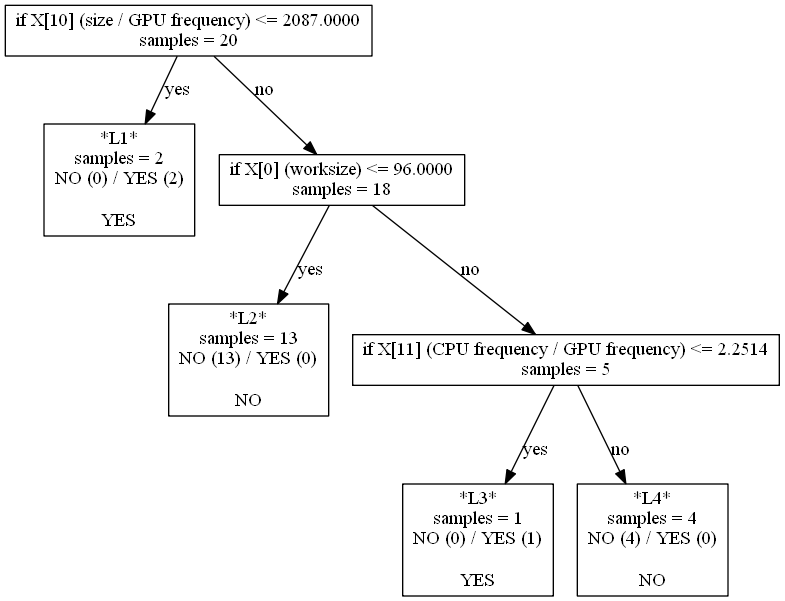 if X[10] (size / GPU frequency) <= 2087.0000
samples = 20
yes
no
*L1*
samples = 2
NO (0) / YES (2)
YES
if X[0] (worksize) <= 96.0000
samples = 18
yes
no
*L2*
samples = 13
NO (13) / YES (0)
NO
if X[11] (CPU frequency / GPU frequency) <= 2.2514
samples = 5
yes
no
*L3*
samples = 1
NO (0) / YES (1)
YES
*L4*
samples = 4
NO (4) / YES (0)
NO